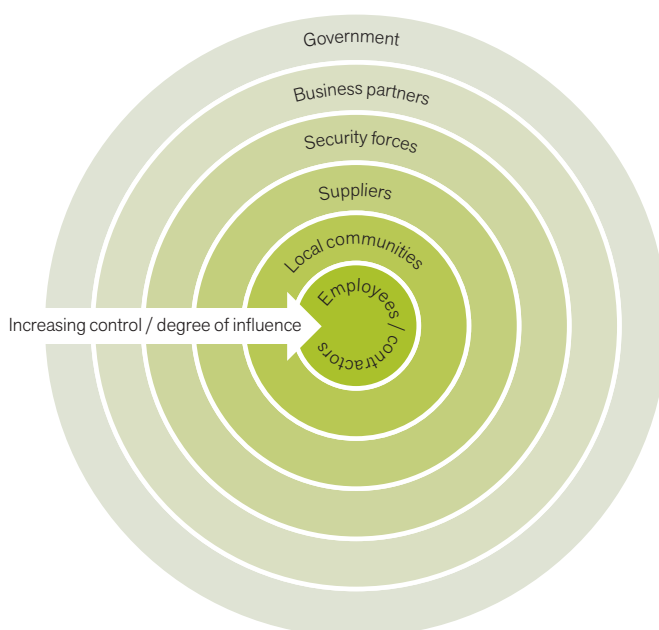 Government
Business partners
Security forces
Suppliers
Local communities
Employees / contractors
Increasing control / degree of influence